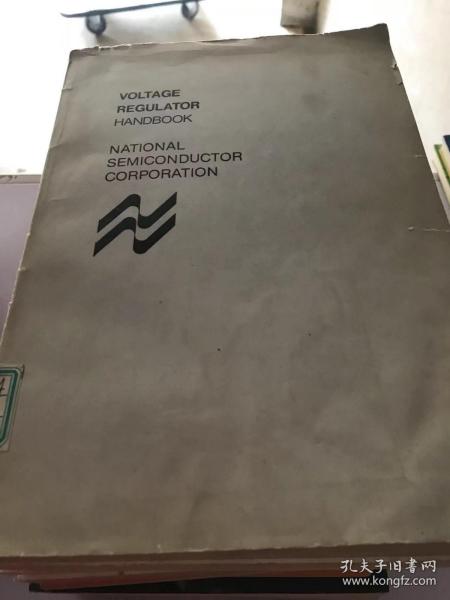 VOLTAGE
REGULATOR
HANDBOOK
NATIONAL
SEMICONDUCTOR
CORPORATION
孔夫子旧书网
www.kongfz.com